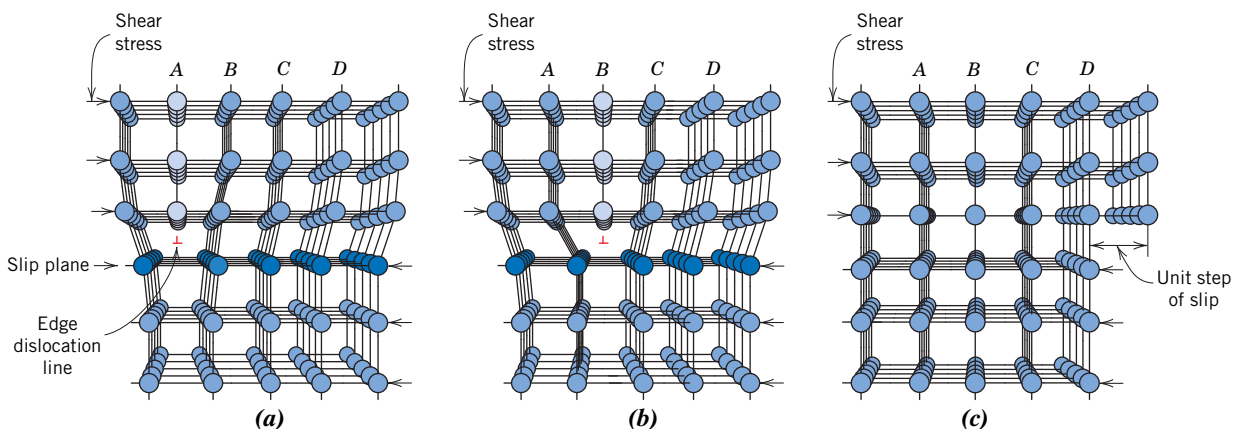 Shear
stress
A B C D
Slip plane
Edge
dislocation
line
(a)
Shear
stress
A B C D
(b)
Shear
stress
A B C D
Unit step
of slip
(c)